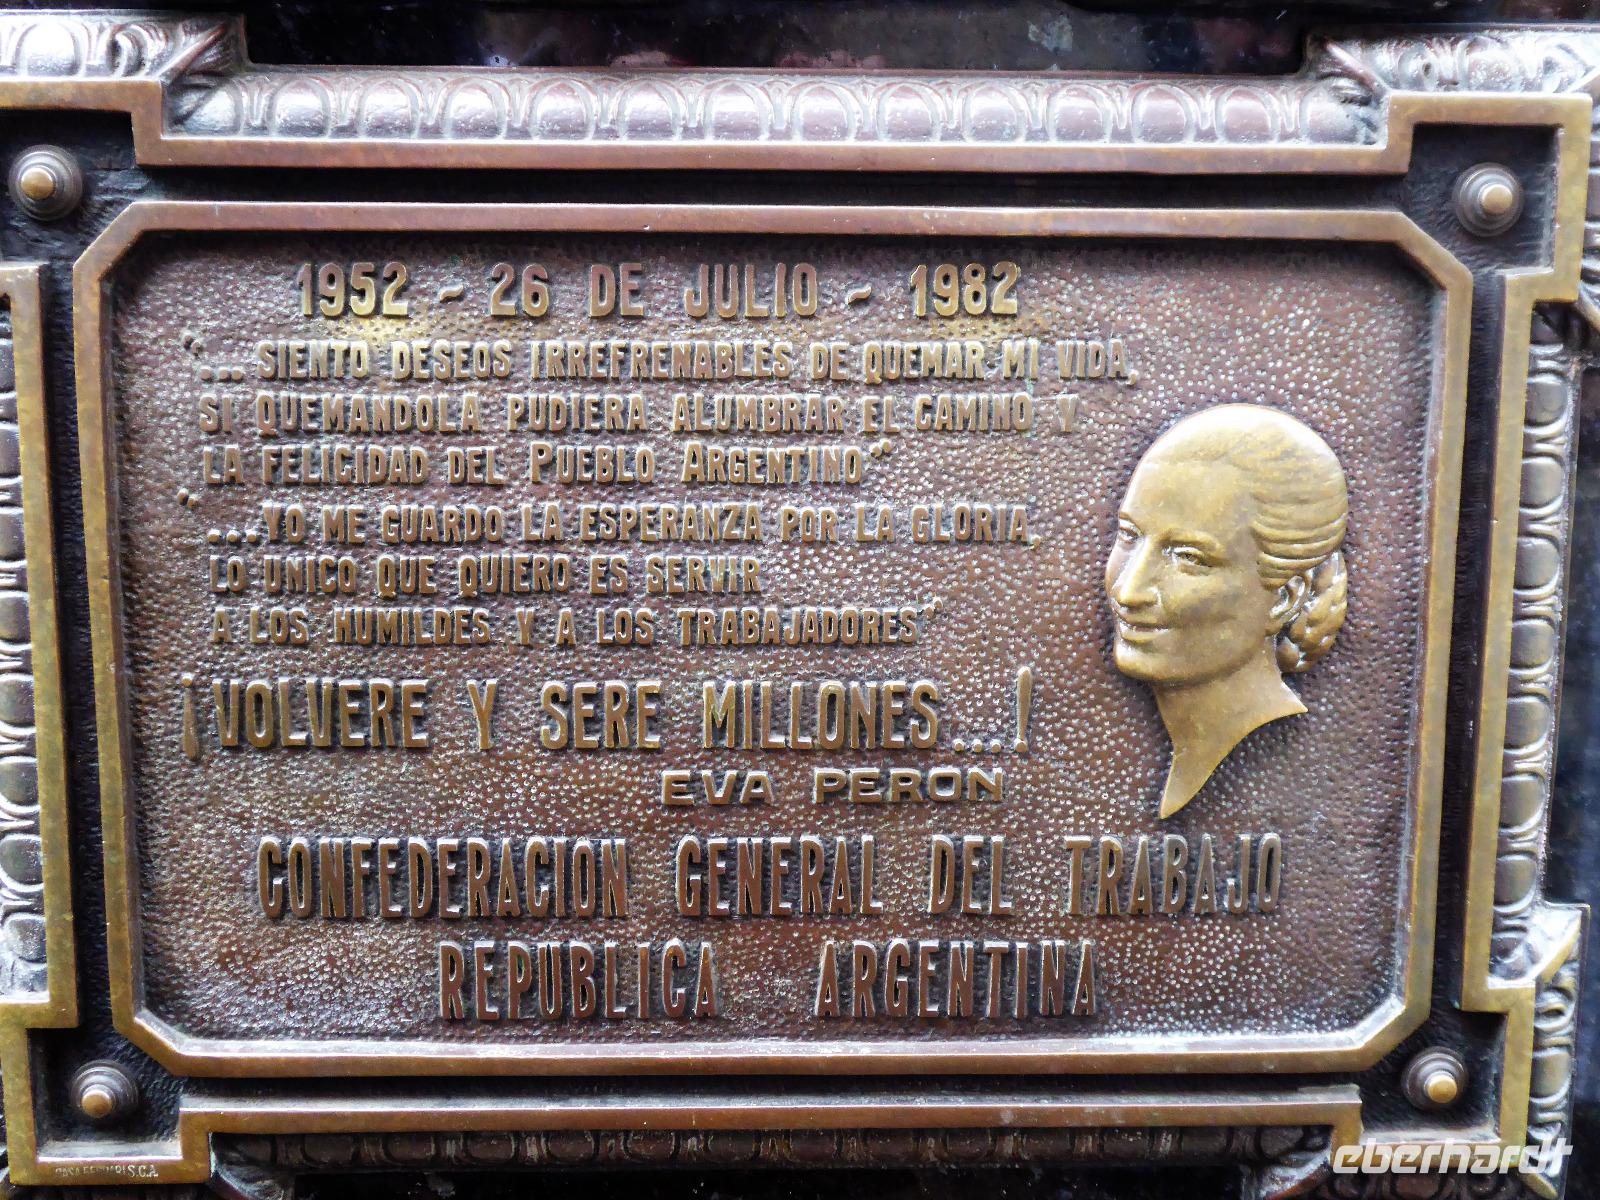 1952 - 26 DE JULIO - 1982
"... SIENTO DESEOS IRREFRENABLES DE QUEMAR MI VIDA,
SI QUEMANDOLA PUDIERA ALUMBRAR EL CAMINO Y
LA FELICIDAD DEL PUEBLO ARGENTINO"
"...YO ME GUARDO LA ESPERANZA POR LA GLORIA,
LO UNICO QUE QUIERO ES SERVIR
A LOS HUMILDES Y A LOS TRABAJADORES"
¡VOLVERE Y SERE MILLONES...!
EVA PERON
CONFEDERACION GENERAL DEL TRABAJO
REPUBLICA ARGENTINA
CASA S.C.A.
eberhardt